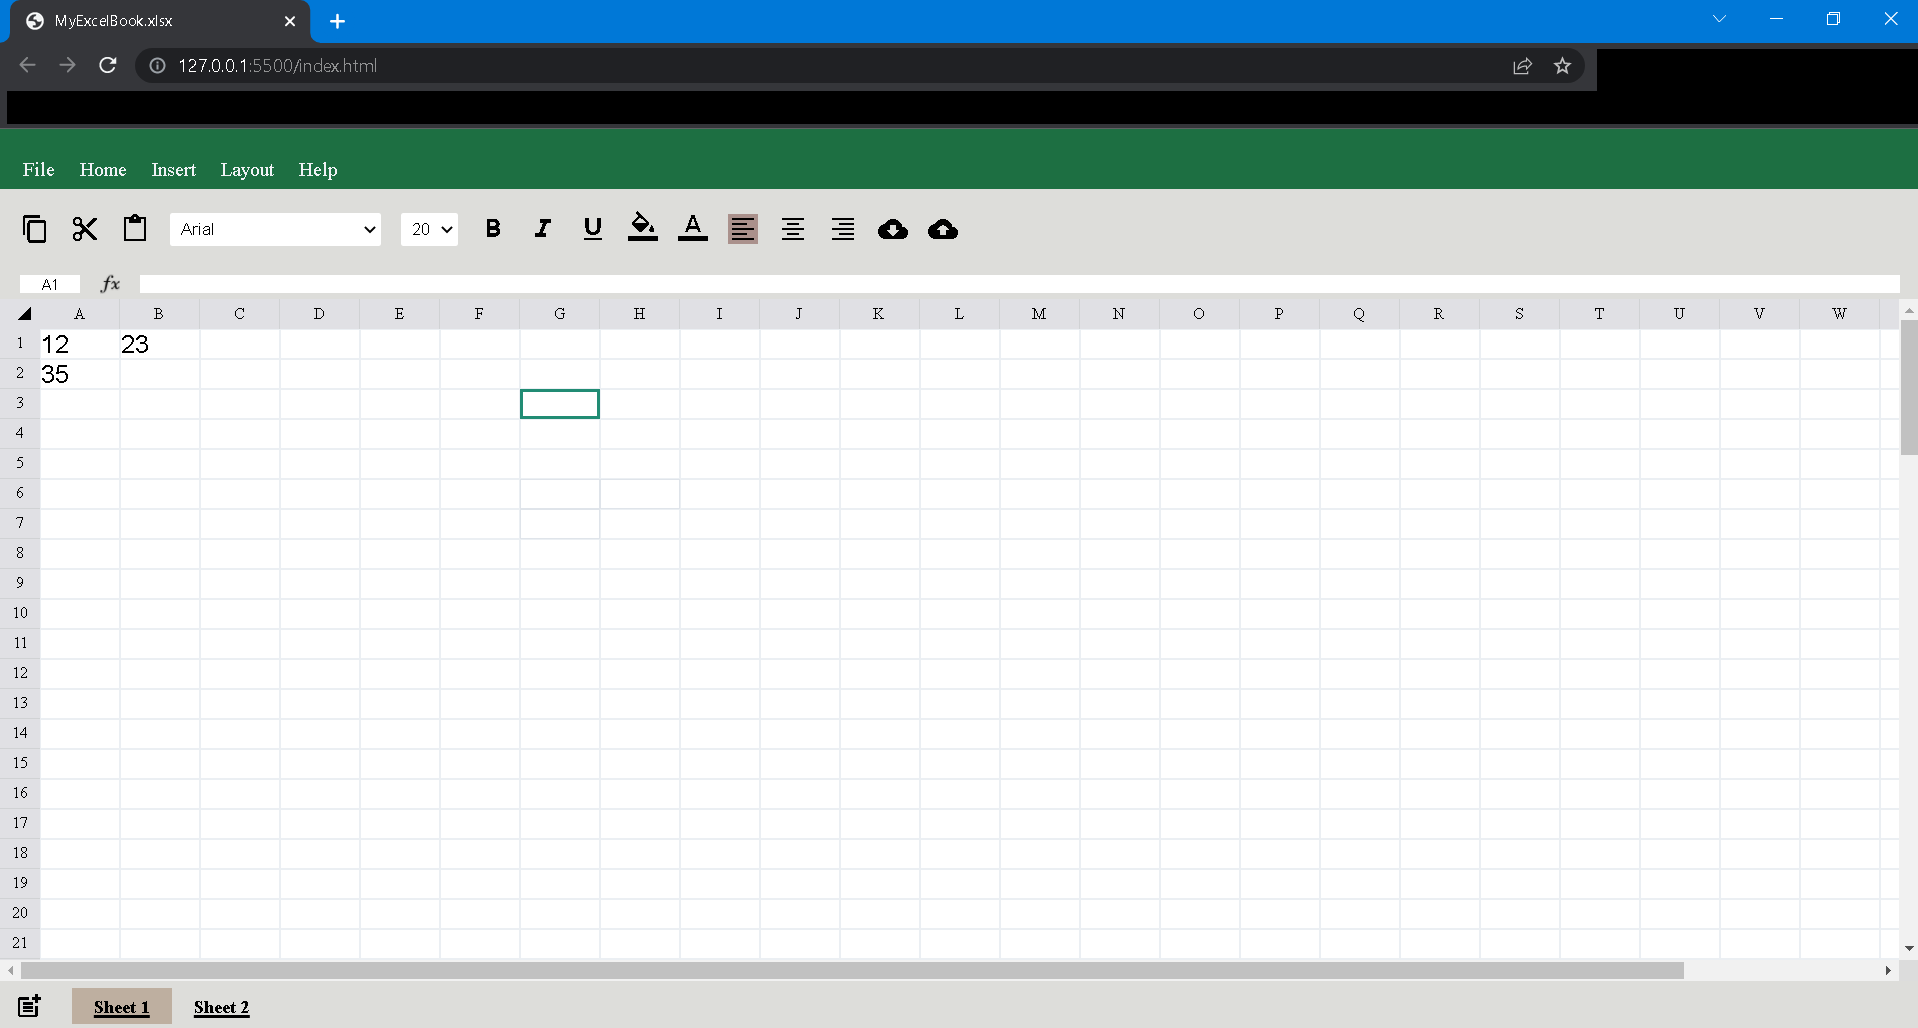 MyExcelBook.xlsx
127.0.0.1:5500/index.html
File Home Insert Layout Help
Arial 20 B I U A
A1 fx
A B C D E F G H I J K L M N O P Q R S T U V W
1 12 23
2 35
3
4
5
6
7
8
9
10
11
12
13
14
15
16
17
18
19
20
21
Sheet 1 Sheet 2